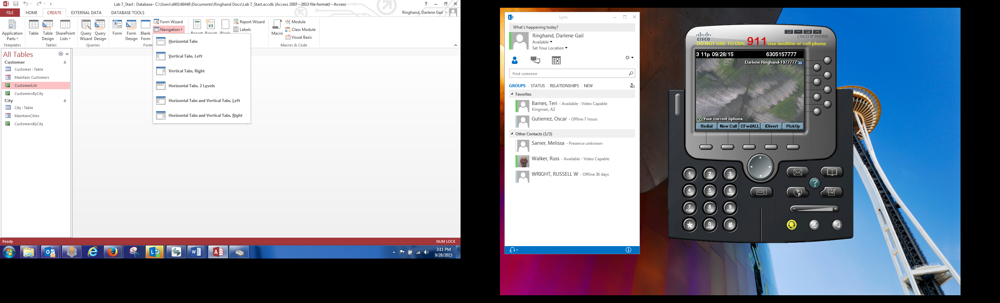 Lab 7_Start : Database- C:\Users\d40148448\Documents\Ringhand Docs\Lab 7_Start.accdb (Access 2007 - 2013 file format) - Access
FILE HOME CREATE EXTERNAL DATA DATABASE TOOLS
Ringhand, Darlene Gail
Application Parts
Table
Table Design
SharePoint Lists
Query Wizard
Query Design
Form
Form Design
Blank Form
Form Wizard
Navigation
Report Wizard
Labels
Macro
Module
Class Module
Visual Basic
Templates
Tables
Queries
Macros & Code
Horizontal Tabs
Vertical Tabs, Left
Vertical Tabs, Right
Horizontal Tabs, 2 Levels
Horizontal Tabs and Vertical Tabs, Left
Horizontal Tabs and Vertical Tabs, Right
All Tables
Customer
Customer : Table
Maintain Customers
CustomerList
CustomersByCity
City
City : Table
MaintainCities
CustomersByCity
Ready
NUM LOCK
3:11 PM
9/28/2015
Lync
What's happening today?
Ringhand, Darlene Gail
Available
Set Your Location
Find someone
GROUPS STATUS RELATIONSHIPS NEW
Favorites
Barnes, Teri - Available - Video Capable
Kingman, AZ
Gutierrez, Oscar - Offline 7 hours
Other Contacts (1/3)
Sarver, Melissa - Presence unknown
Walker, Russ - Available - Video Capable
WRIGHT, RUSSELL W - Offline 36 days
CISCO
CISCO IP PHONE
DO NOT USE TO DIAL 911 Use landline or cell phone
3 11p 09/28/15 6305157777
Darlene Ringhand-1977777
Your current options
Redial New Call CFwdALL iDivert PickUp
1 2 ABC 3 DEF
4 GHI 5 JKL 6 MNO
7 PQRS 8 TUV 9 WXYZ
* 0 OPER #
?
- +